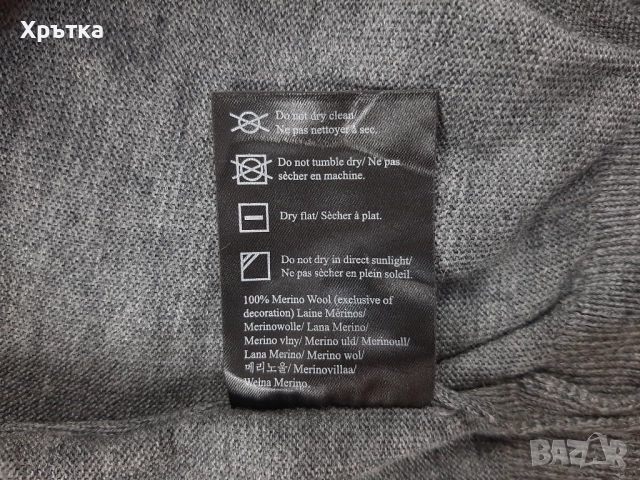 Хрътка
Do not dry clean/
Ne pas nettoyer à sec.
Do not tumble dry/ Ne pas
sècher en machine.
Dry flat/ Sècher à plat.
Do not dry in direct sunlight/
Ne pas sècher en plein soleil.
100% Merino Wool (exclusive of
decoration) Laine Mérinos/
Merinowolle/ Lana Merino/
Merino vlny/ Merino uld/ Merinoull/
Lana Merino/ Merino wol/
메리노울/ Merinovillaa/
Wełna Merino.
BAZAR
bg